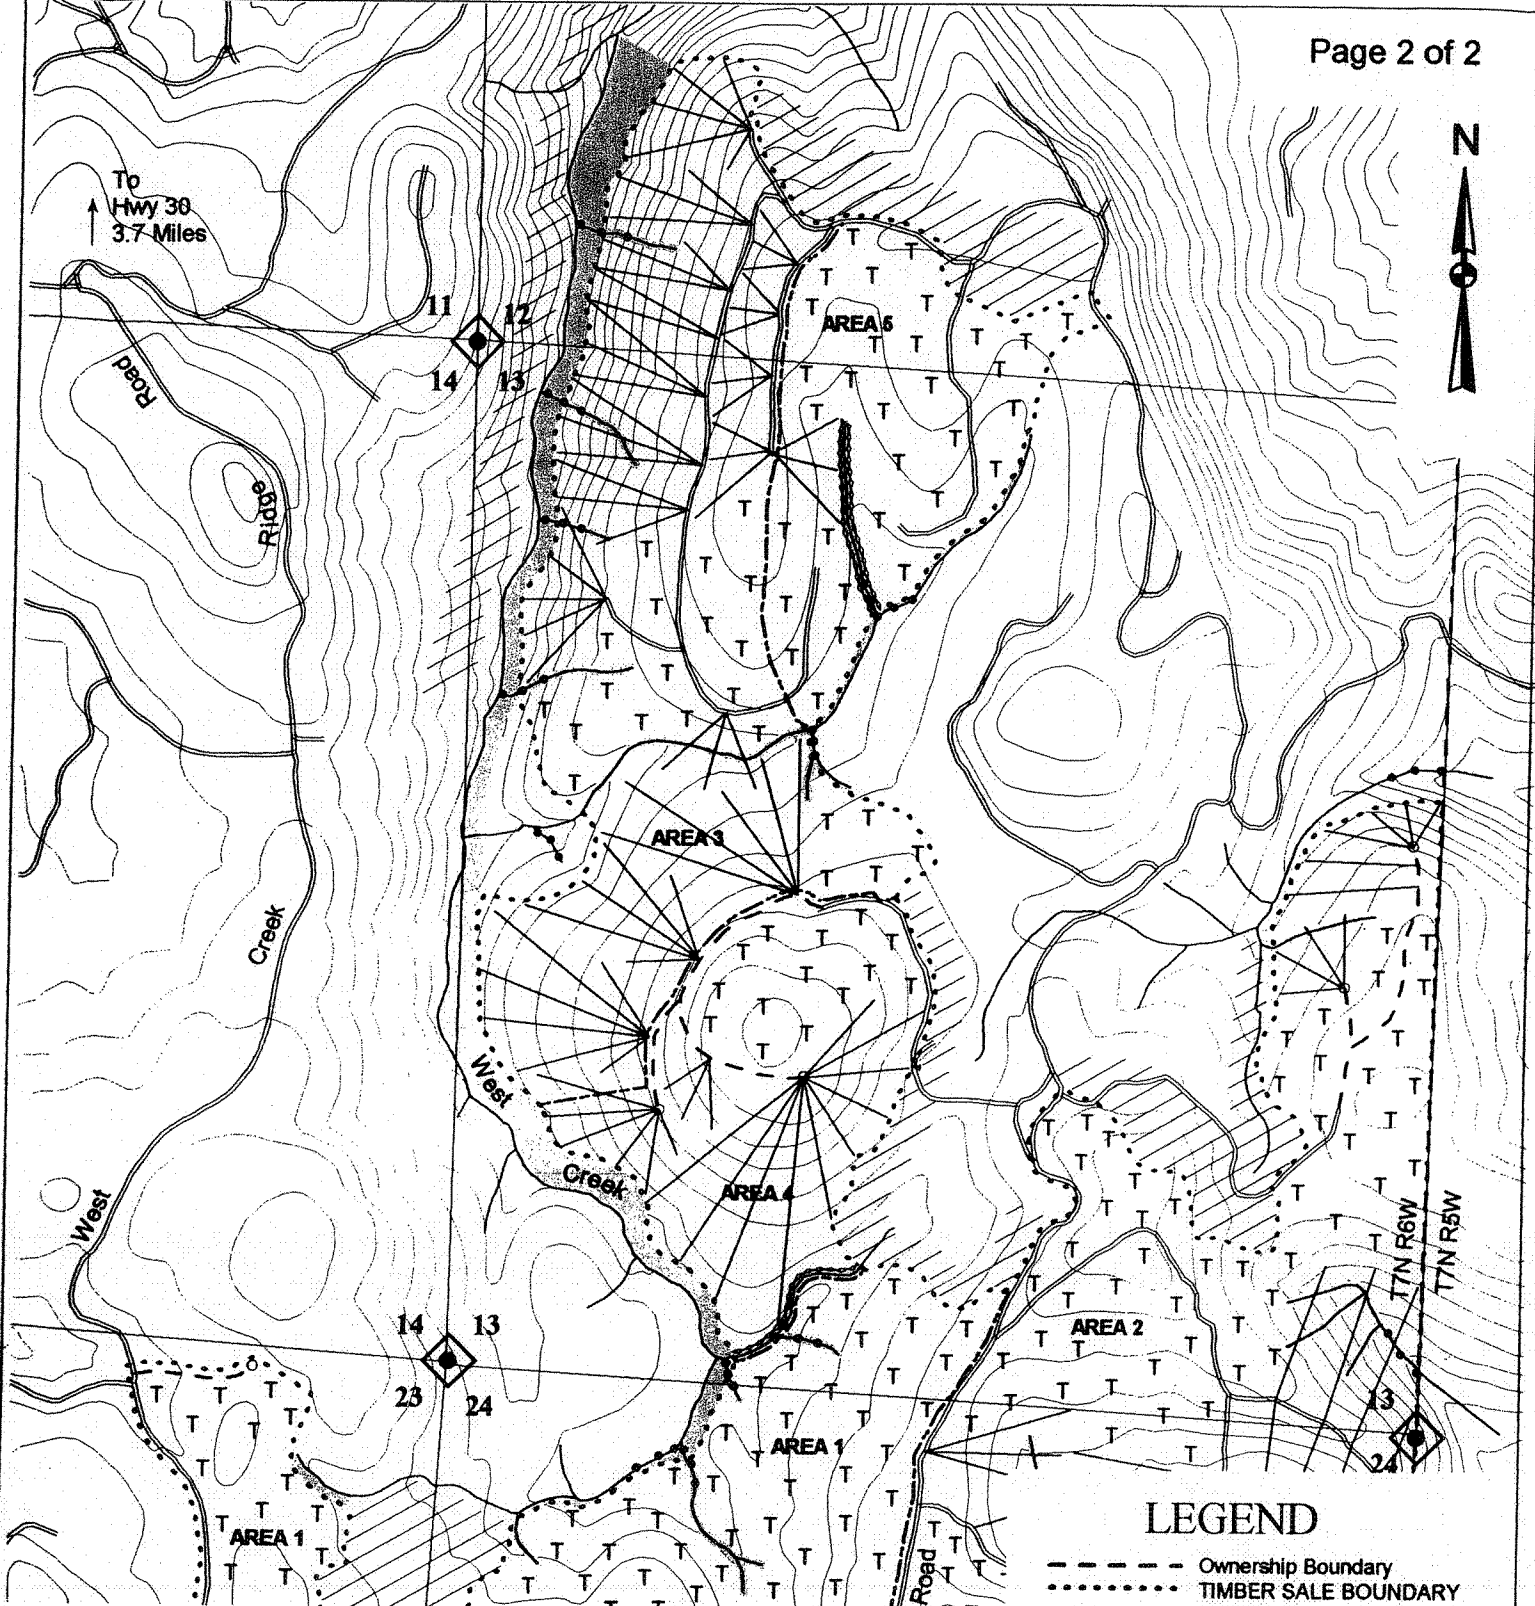 Page 2 of 2
N
To
Hwy 30
3.7 Miles
11
12
14
13
Road
Ridge
Creek
West
AREA 5
AREA 3
West
Creek
AREA 4
T7N R6W
T7N R5W
14
13
23
24
AREA 2
13
24
AREA 1
AREA 1
Road
LEGEND
Ownership Boundary
TIMBER SALE BOUNDARY